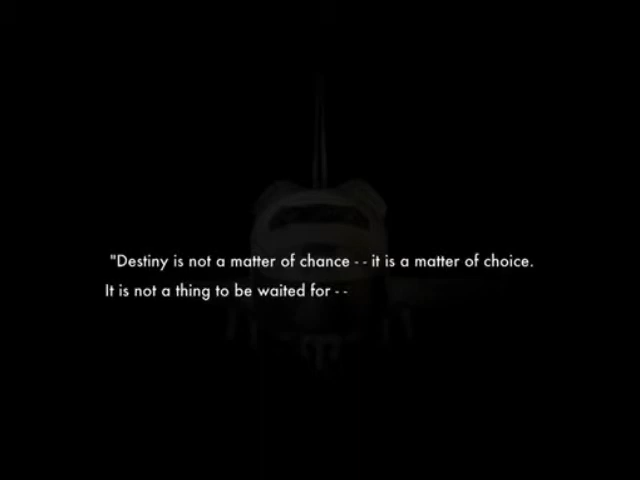 "Destiny is not a matter of chance - - it is a matter of choice.
It is not a thing to be waited for - -